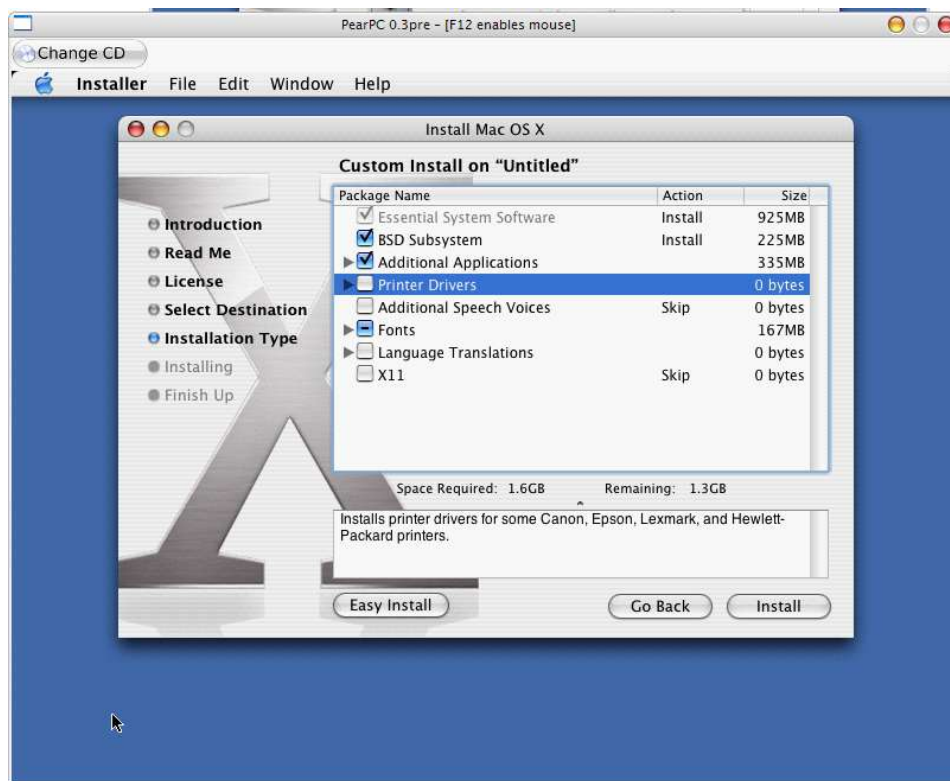 PearPC 0.3pre - [F12 enables mouse]
Change CD
Installer File Edit Window Help
Install Mac OS X
Custom Install on “Untitled”
Introduction
Read Me
License
Select Destination
Installation Type
Installing
Finish Up
Package Name Action Size
Essential System Software Install 925MB
BSD Subsystem Install 225MB
Additional Applications 335MB
Printer Drivers 0 bytes
Additional Speech Voices Skip 0 bytes
Fonts 167MB
Language Translations 0 bytes
X11 Skip 0 bytes
Space Required: 1.6GB Remaining: 1.3GB
Installs printer drivers for some Canon, Epson, Lexmark, and Hewlett-
Packard printers.
Easy Install Go Back Install